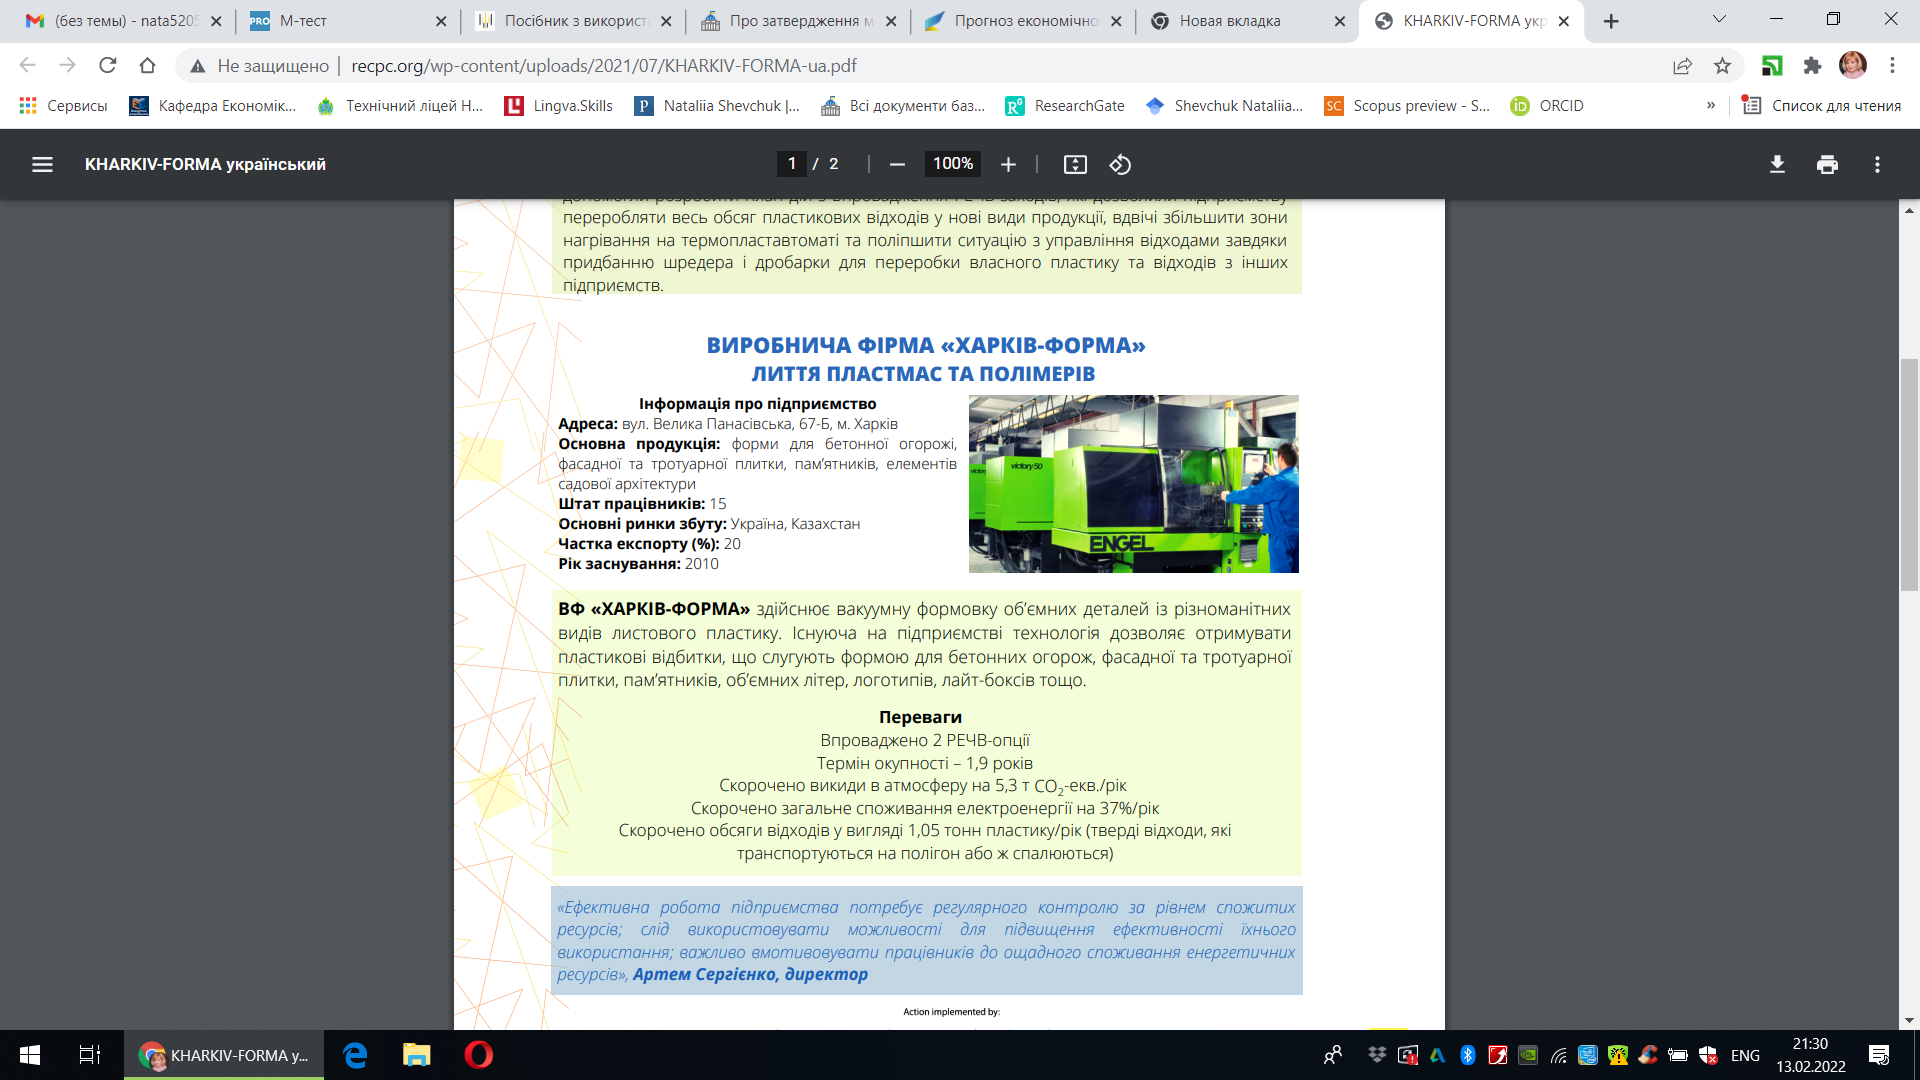 (без темы) - nata5205
М-тест
Посібник з використ
Про затвердження м
Прогноз економічно
Новая вкладка
KHARKIV-FORMA укр
Не защищено
recpc.org/wp-content/uploads/2021/07/KHARKIV-FORMA-ua.pdf
Сервисы
Кафедра Економік...
Технічний ліцей Н...
Lingva.Skills
Nataliia Shevchuk |...
Всі документи баз...
ResearchGate
Shevchuk Nataliia...
Scopus preview - S...
ORCID
»
Список для чтения
KHARKIV-FORMA український
1 / 2
100%
допомогли розробити план дій з впровадження РЕЧВ заходів, які дозволили підприємству
переробляти весь обсяг пластикових відходів у нові види продукції, вдвічі збільшити зони
нагрівання на термопластавтоматі та поліпшити ситуацію з управління відходами завдяки
придбанню шредера і дробарки для переробки власного пластику та відходів з інших
підприємств.
ВИРОБНИЧА ФІРМА «ХАРКІВ-ФОРМА»
ЛИТТЯ ПЛАСТМАС ТА ПОЛІМЕРІВ
Інформація про підприємство
Адреса: вул. Велика Панасівська, 67-Б, м. Харків
Основна продукція: форми для бетонної огорожі,
фасадної та тротуарної плитки, пам'ятників, елементів
садової архітектури
Штат працівників: 15
Основні ринки збуту: Україна, Казахстан
Частка експорту (%): 20
Рік заснування: 2010
victory 50
ENGEL
ВФ «ХАРКІВ-ФОРМА» здійснює вакуумну формовку об'ємних деталей із різноманітних
видів листового пластику. Існуюча на підприємстві технологія дозволяє отримувати
пластикові відбитки, що слугують формою для бетонних огорож, фасадної та тротуарної
плитки, пам'ятників, об'ємних літер, логотипів, лайт-боксів тощо.
Переваги
Впроваджено 2 РЕЧВ-опції
Термін окупності – 1,9 років
Скорочено викиди в атмосферу на 5,3 т CO2-екв./рік
Скорочено загальне споживання електроенергії на 37%/рік
Скорочено обсяги відходів у вигляді 1,05 тонн пластику/рік (тверді відходи, які
транспортуються на полігон або ж спалюються)
«Ефективна робота підприємства потребує регулярного контролю за рівнем спожитих
ресурсів; слід використовувати можливості для підвищення ефективності їхнього
використання; важливо вмотивовувати працівників до ощадного споживання енергетичних
ресурсів», Артем Сергієнко, директор
Action implemented by:
KHARKIV-FORMA у...
ENG
21:30
13.02.2022